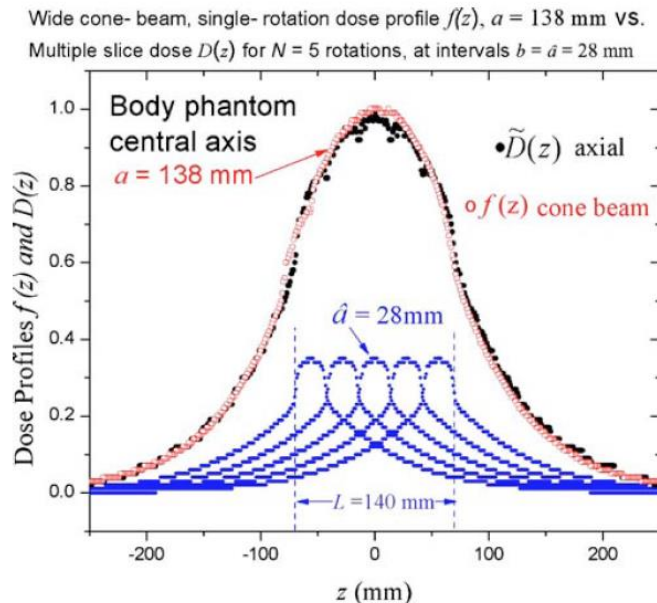 Wide cone- beam, single- rotation dose profile f(z), a = 138 mm vs.
Multiple slice dose D(z) for N = 5 rotations, at intervals b = â = 28 mm
Body phantom
central axis
a = 138 mm
●D̃(z) axial
o f(z) cone beam
â = 28mm
L =140 mm
Dose Profiles f (z) and D(z)
1.0
0.8
0.6
0.4
0.2
0.0
-200 -100 0 100 200
z (mm)